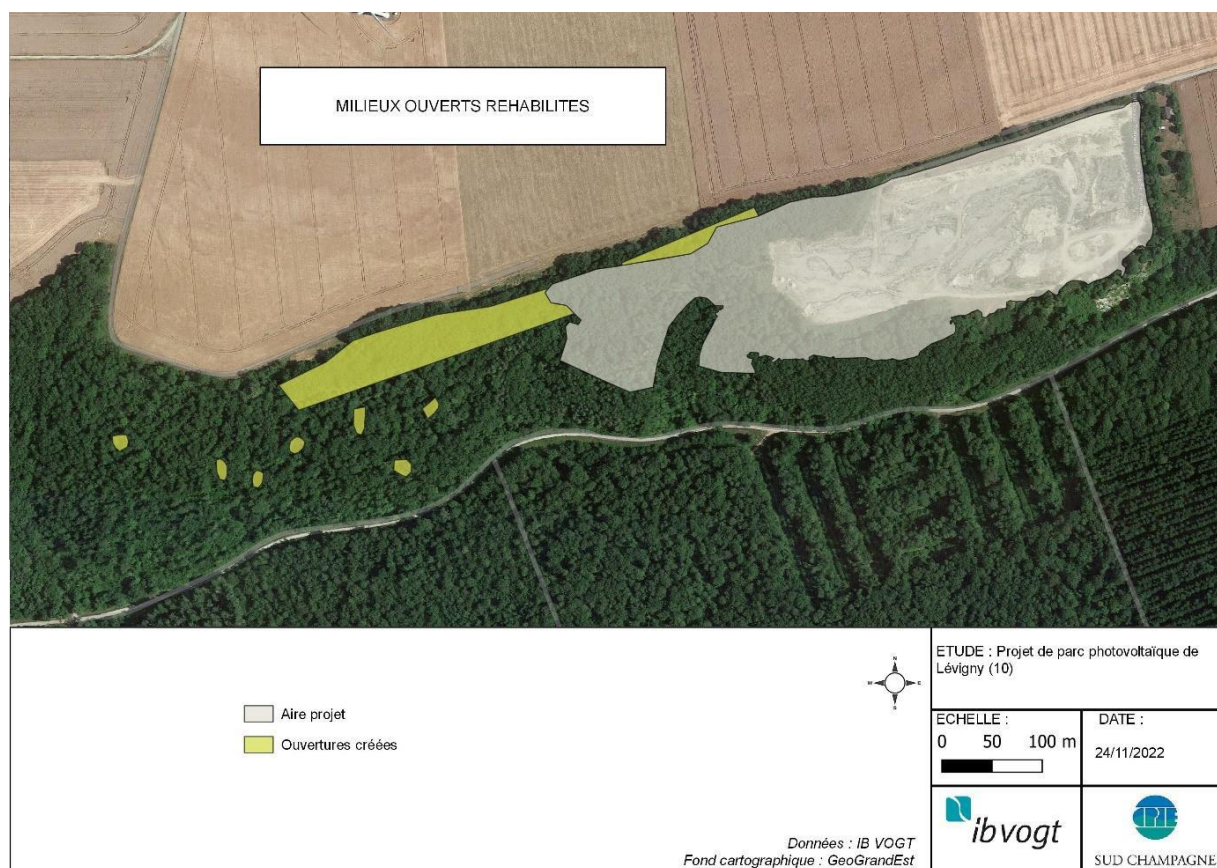 MILIEUX OUVERTS REHABILITES
N
W E
S
Aire projet
Ouvertures créées
ETUDE : Projet de parc photovoltaïque de
Lévigny (10)
ECHELLE :
0 50 100 m
DATE :
24/11/2022
Données : IB VOGT
Fond cartographique : GeoGrandEst
ibvogt
CPIE
SUD CHAMPAGNE